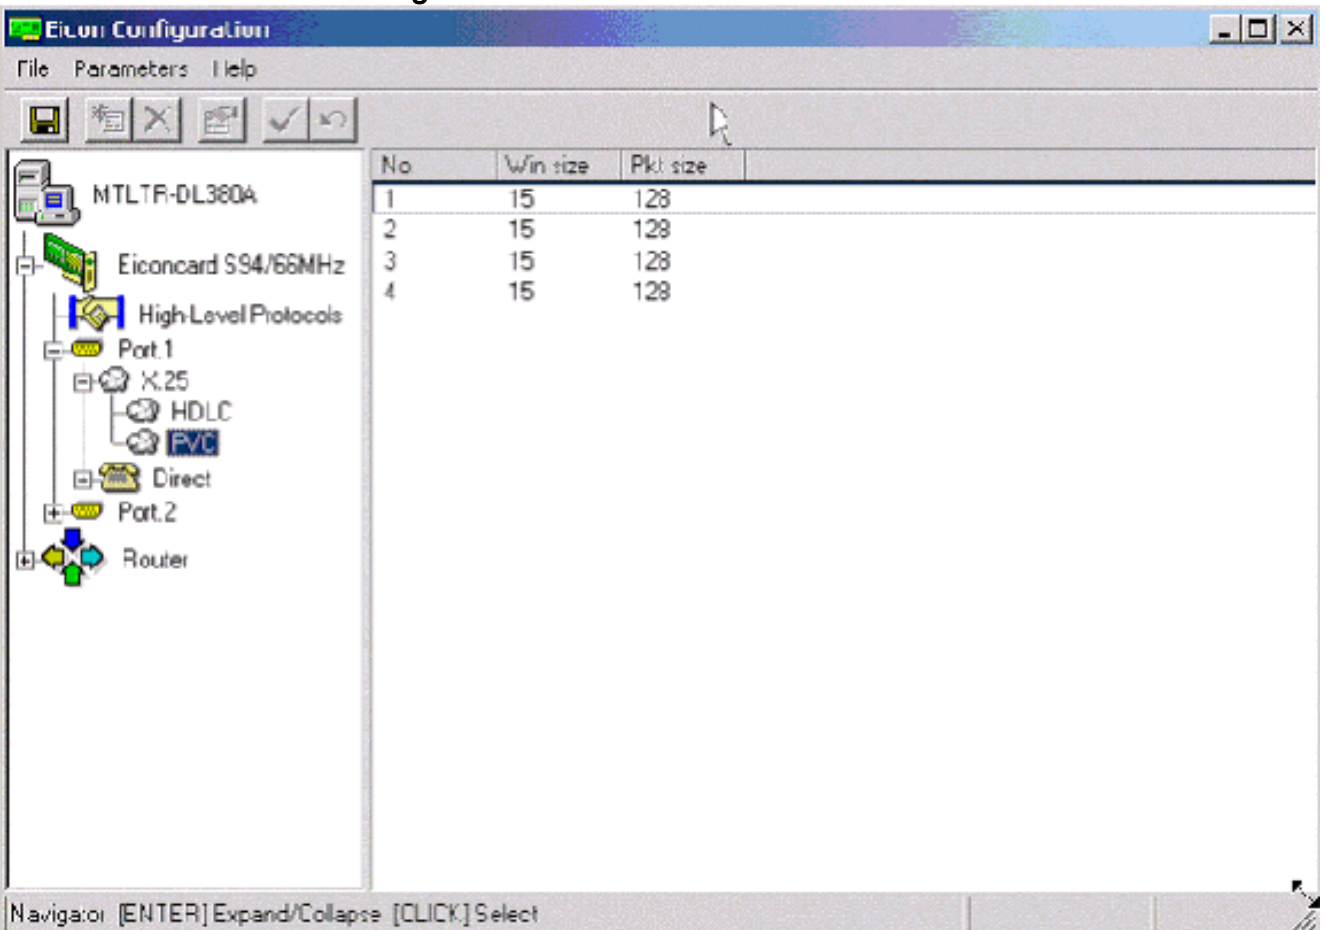 Eicon Configuration
File Parameters Help
No Win size Pkt size
MTLTR-DL380A
1 15 128
2 15 128
3 15 128
4 15 128
Eiconcard S94/66MHz
High-Level Protocols
Port.1
X.25
HDLC
PVC
Direct
Port.2
Router
Navigator [ENTER] Expand/Collapse [CLICK] Select